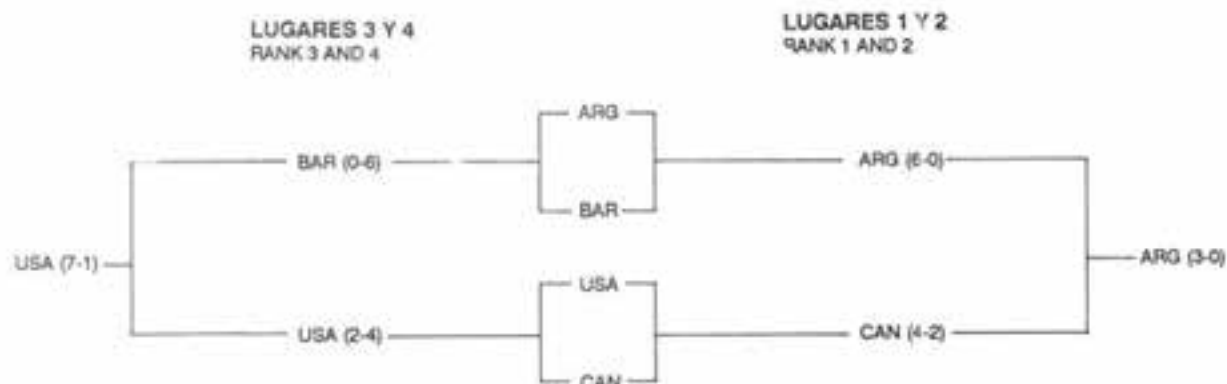 LUGARES 3 Y 4
RANK 3 AND 4
LUGARES 1 Y 2
RANK 1 AND 2
ARG
BAR (0-6)
ARG (6-0)
BAR
USA (7-1)
ARG (3-0)
USA
USA (2-4)
CAN (4-2)
CAN